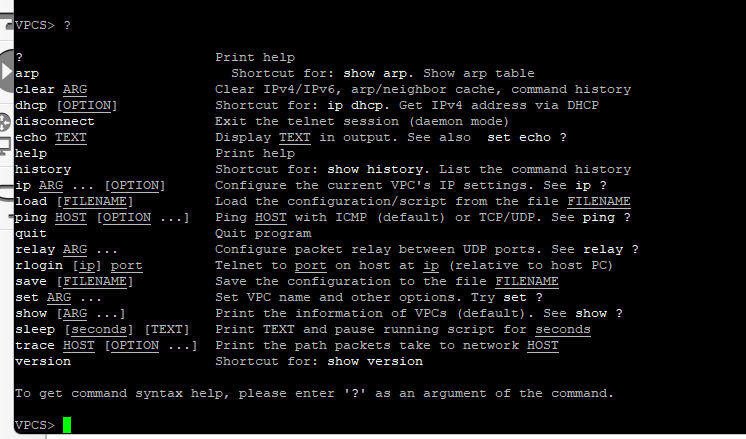 VPCS> ?
?                        Print help
arp                        Shortcut for: show arp. Show arp table
clear ARG                Clear IPv4/IPv6, arp/neighbor cache, command history
dhcp [OPTION]            Shortcut for: ip dhcp. Get IPv4 address via DHCP
disconnect               Exit the telnet session (daemon mode)
echo TEXT                Display TEXT in output. See also  set echo ?
help                     Print help
history                  Shortcut for: show history. List the command history
ip ARG ... [OPTION]      Configure the current VPC's IP settings. See ip ?
load [FILENAME]          Load the configuration/script from the file FILENAME
ping HOST [OPTION ...]   Ping HOST with ICMP (default) or TCP/UDP. See ping ?
quit                     Quit program
relay ARG ...            Configure packet relay between UDP ports. See relay ?
rlogin [ip] port         Telnet to port on host at ip (relative to host PC)
save [FILENAME]          Save the configuration to the file FILENAME
set ARG ...              Set VPC name and other options. Try set ?
show [ARG ...]           Print the information of VPCs (default). See show ?
sleep [seconds] [TEXT]   Print TEXT and pause running script for seconds
trace HOST [OPTION ...]  Print the path packets take to network HOST
version                  Shortcut for: show version
To get command syntax help, please enter '?' as an argument of the command.
VPCS>